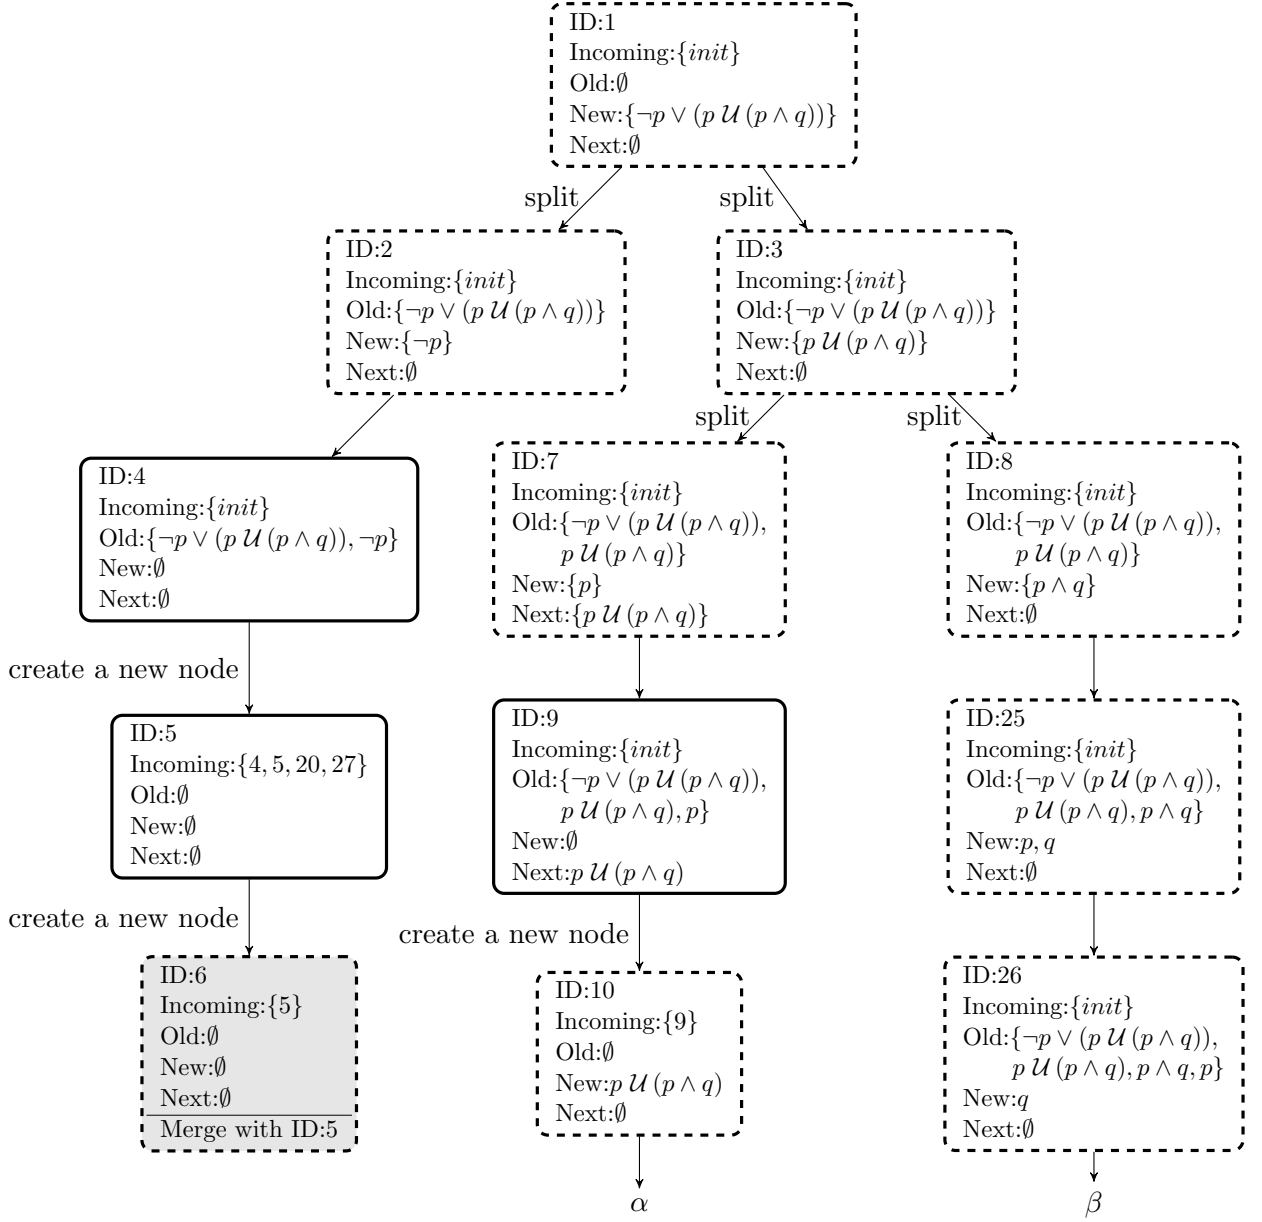 ID:1
Incoming:{init}
Old:∅
New:{¬p ∨ (p 𝒰 (p ∧ q))}
Next:∅
split
split
ID:2
Incoming:{init}
Old:{¬p ∨ (p 𝒰 (p ∧ q))}
New:{¬p}
Next:∅
ID:3
Incoming:{init}
Old:{¬p ∨ (p 𝒰 (p ∧ q))}
New:{p 𝒰 (p ∧ q)}
Next:∅
split
split
ID:4
Incoming:{init}
Old:{¬p ∨ (p 𝒰 (p ∧ q)), ¬p}
New:∅
Next:∅
ID:7
Incoming:{init}
Old:{¬p ∨ (p 𝒰 (p ∧ q)),
p 𝒰 (p ∧ q)}
New:{p}
Next:{p 𝒰 (p ∧ q)}
ID:8
Incoming:{init}
Old:{¬p ∨ (p 𝒰 (p ∧ q)),
p 𝒰 (p ∧ q)}
New:{p ∧ q}
Next:∅
create a new node
ID:5
Incoming:{4, 5, 20, 27}
Old:∅
New:∅
Next:∅
ID:9
Incoming:{init}
Old:{¬p ∨ (p 𝒰 (p ∧ q)),
p 𝒰 (p ∧ q), p}
New:∅
Next:p 𝒰 (p ∧ q)
ID:25
Incoming:{init}
Old:{¬p ∨ (p 𝒰 (p ∧ q)),
p 𝒰 (p ∧ q), p ∧ q}
New:p, q
Next:∅
create a new node
create a new node
ID:6
Incoming:{5}
Old:∅
New:∅
Next:∅
Merge with ID:5
ID:10
Incoming:{9}
Old:∅
New:p 𝒰 (p ∧ q)
Next:∅
ID:26
Incoming:{init}
Old:{¬p ∨ (p 𝒰 (p ∧ q)),
p 𝒰 (p ∧ q), p ∧ q, p}
New:q
Next:∅
α
β